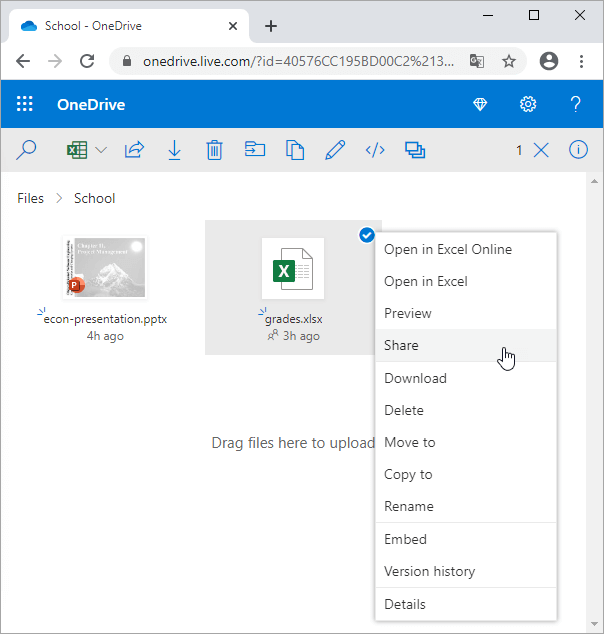 School - OneDrive
onedrive.live.com/?id=40576CC195BD00C2%213...
OneDrive
1
Files > School
Chapter 11.
Project Management
econ-presentation.pptx
4h ago
grades.xlsx
3h ago
Drag files here to upload
Open in Excel Online
Open in Excel
Preview
Share
Download
Delete
Move to
Copy to
Rename
Embed
Version history
Details